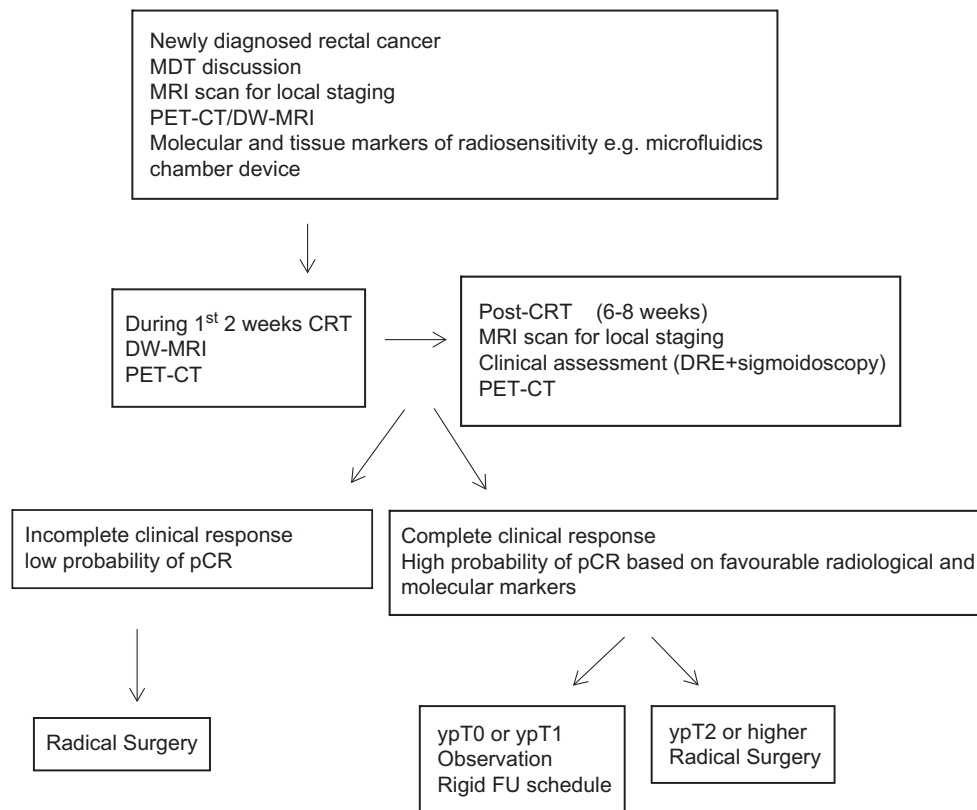 Newly diagnosed rectal cancer
MDT discussion
MRI scan for local staging
PET-CT/DW-MRI
Molecular and tissue markers of radiosensitivity e.g. microfluidics
chamber device
During 1st 2 weeks CRT
DW-MRI
PET-CT
Post-CRT (6-8 weeks)
MRI scan for local staging
Clinical assessment (DRE+sigmoidoscopy)
PET-CT
Incomplete clinical response
low probability of pCR
Complete clinical response
High probability of pCR based on favourable radiological and
molecular markers
Radical Surgery
ypT0 or ypT1
Observation
Rigid FU schedule
ypT2 or higher
Radical Surgery